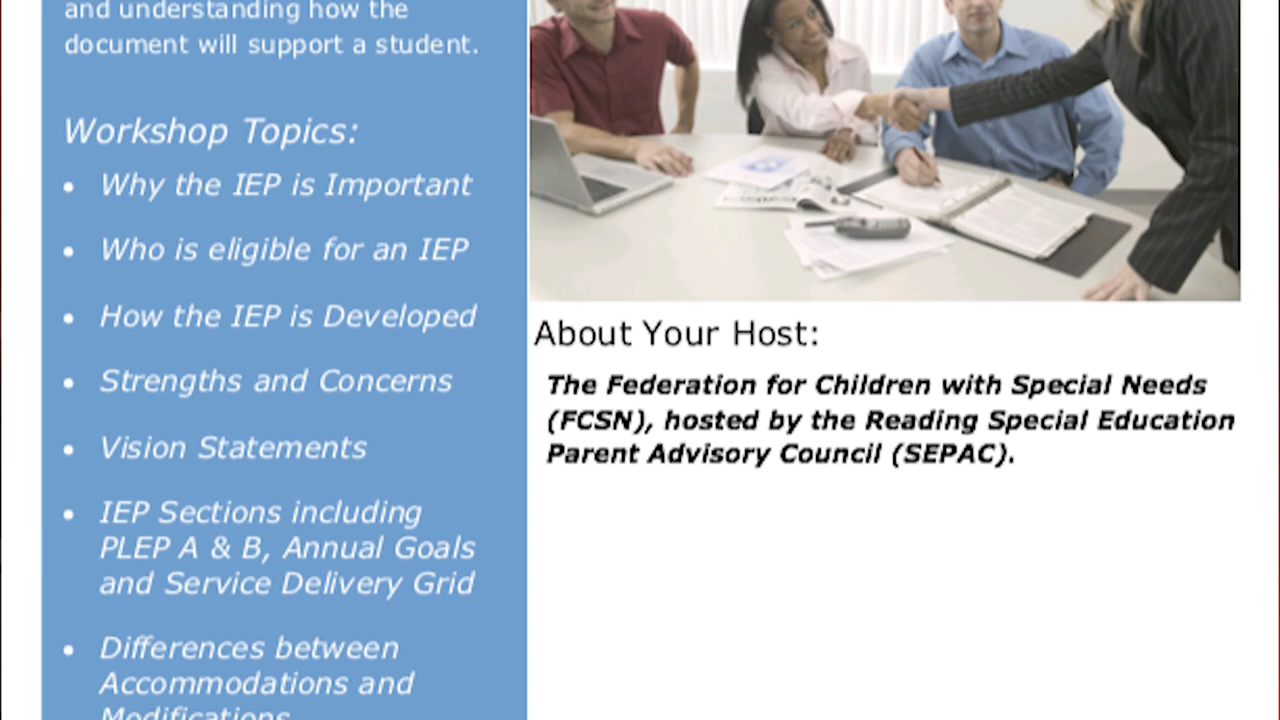 and understanding how the
document will support a student.
Workshop Topics:
• Why the IEP is Important
• Who is eligible for an IEP
• How the IEP is Developed
• Strengths and Concerns
• Vision Statements
• IEP Sections including
PLEP A & B, Annual Goals
and Service Delivery Grid
• Differences between
Accommodations and
Modifications
About Your Host:
The Federation for Children with Special Needs
(FCSN), hosted by the Reading Special Education
Parent Advisory Council (SEPAC).